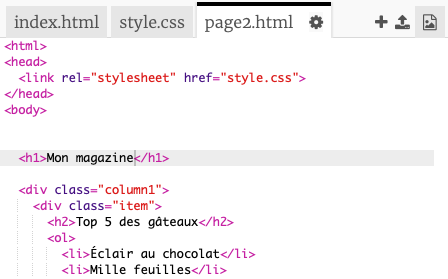 index.html style.css page2.html
<html>
<head>
<link rel="stylesheet" href="style.css">
</head>
<body>
<h1>Mon magazine</h1>
<div class="column1">
<div class="item">
<h2>Top 5 des gâteaux</h2>
<ol>
<li>Éclair au chocolat</li>
<li>Mille feuilles</li>